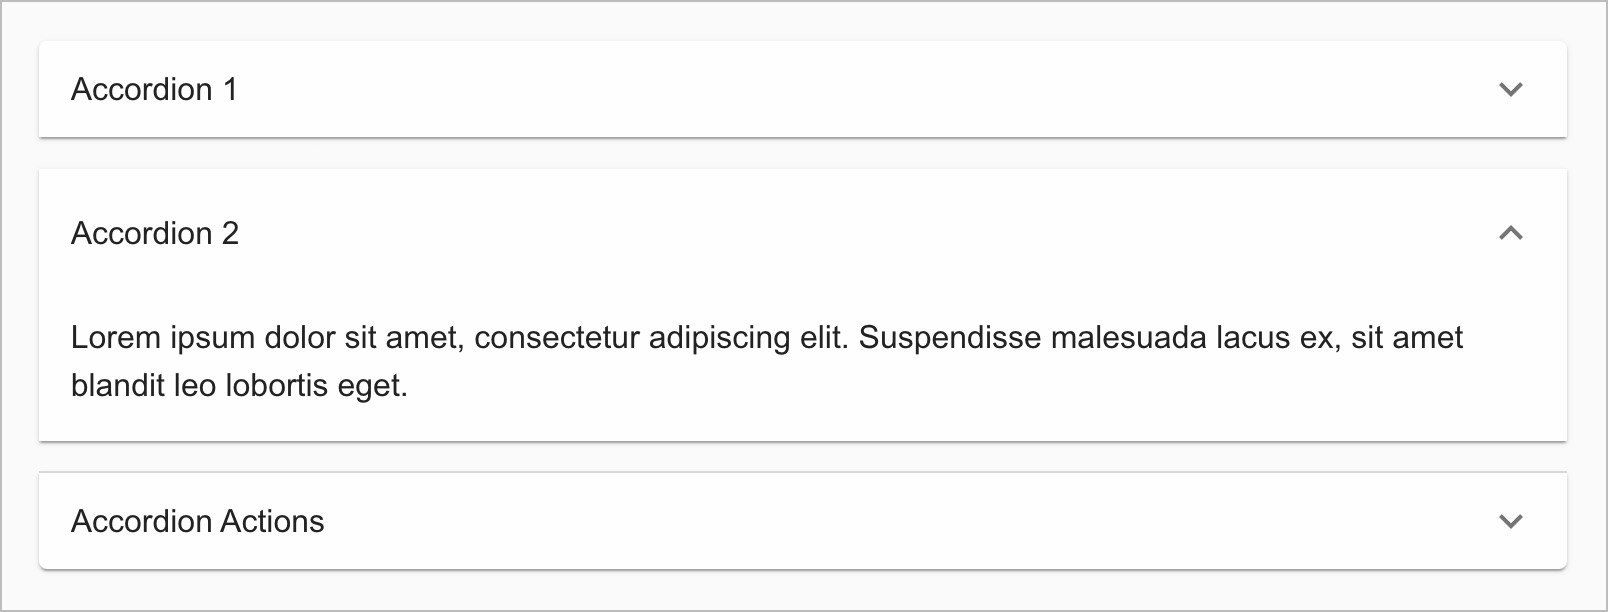 Accordion 1
Accordion 2
Lorem ipsum dolor sit amet, consectetur adipiscing elit. Suspendisse malesuada lacus ex, sit amet
blandit leo lobortis eget.
Accordion Actions